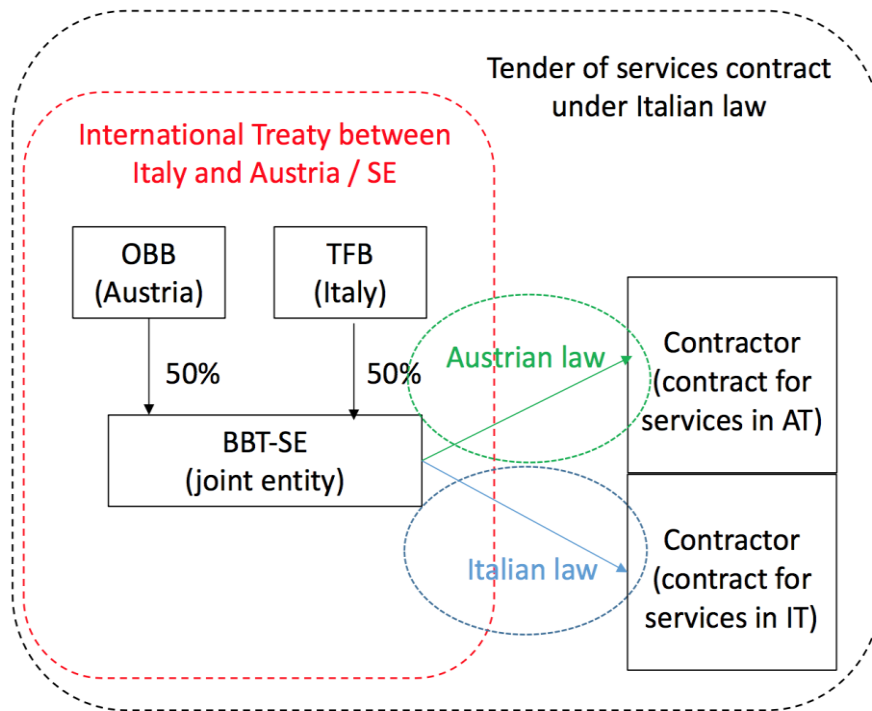 Tender of services contract
under Italian law
International Treaty between
Italy and Austria / SE
OBB
(Austria)
TFB
(Italy)
50%
50%
BBT-SE
(joint entity)
Austrian law
Italian law
Contractor
(contract for
services in AT)
Contractor
(contract for
services in IT)